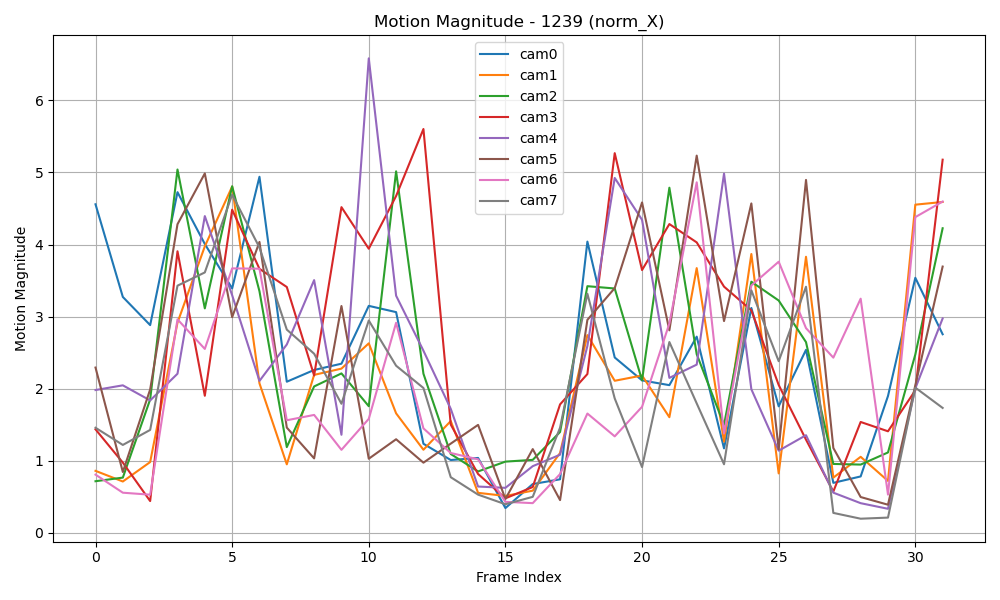 Motion Magnitude - 1239 (norm_X)
cam0
cam1
cam2
cam3
cam4
cam5
cam6
cam7
Motion Magnitude
6
5
4
3
2
1
0
0 5 10 15 20 25 30
Frame Index